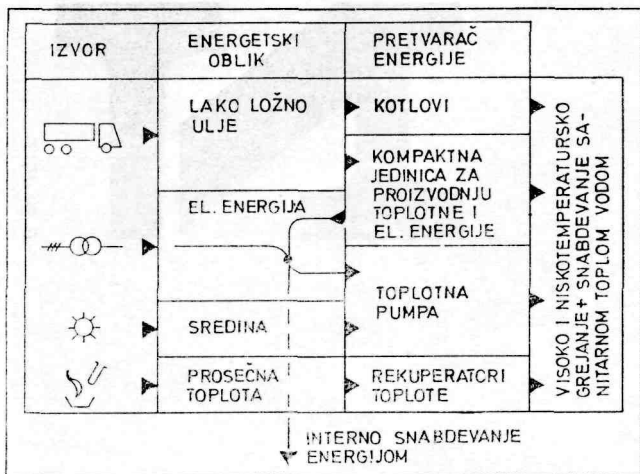 IZVOR
ENERGETSKI
OBLIK
PRETVARAČ
ENERGIJE
LAKO LOŽNO
ULJE
KOTLOVI
KOMPAKTNA
JEDINICA ZA
PROIZVODNJU
TOPLOTNE I
EL. ENERGIJE
EL. ENERGIJA
TOPLOTNA
PUMPA
SREDINA
PROSEČNA
TOPLOTA
REKUPERATORI
TOPLOTE
VISOKO I NISKOTEMPERATURSKO
GREJANJE+ SNABDEVANJE SA-
NITARNOM TOPLOM VODOM
INTERNO SNABDEVANJE
ENERGIJOM